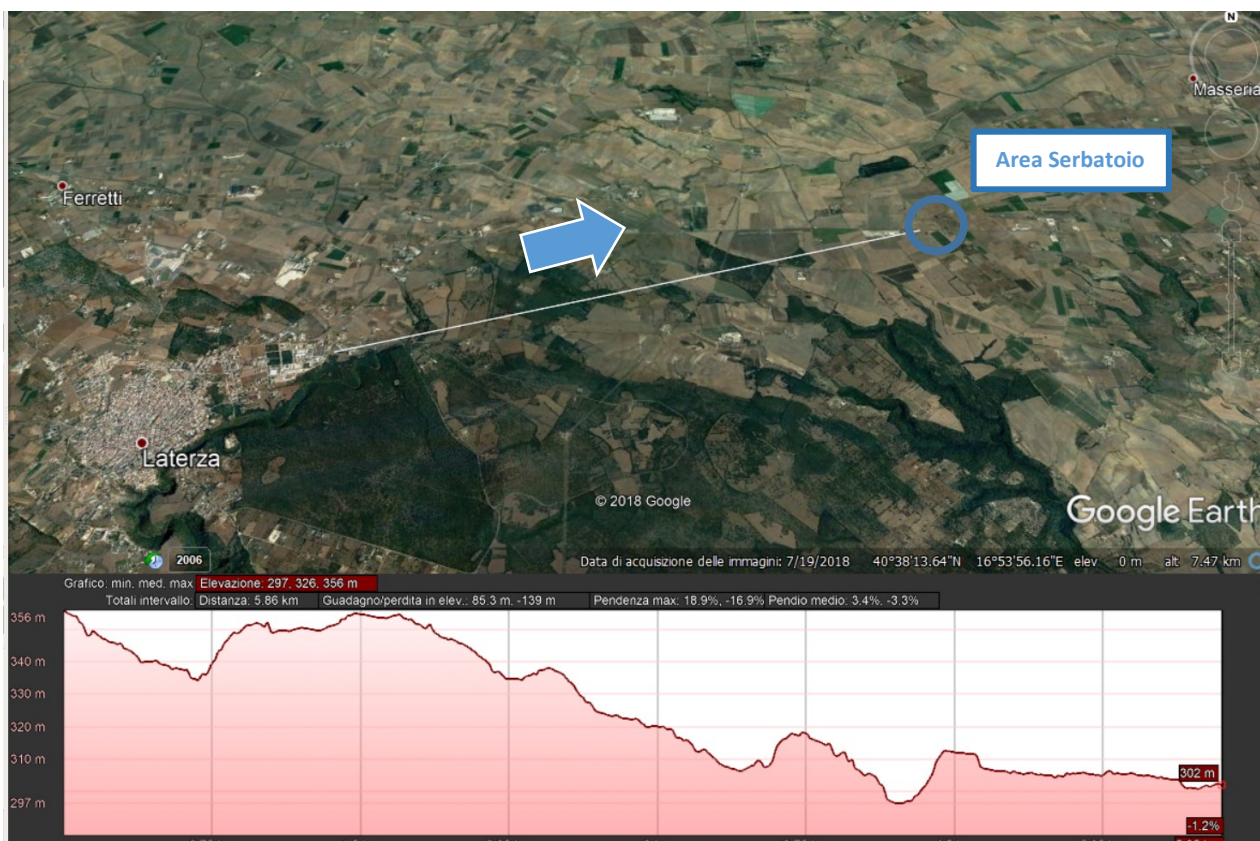 N
Masseria
Area Serbatoio
Ferretti
Laterza
© 2018 Google
Google Earth
2006
Data di acquisizione delle immagini: 7/19/2018 40°38'13.64"N 16°53'56.16"E elev 0 m alt 7.47 km
Grafico: min. med. max Elevazione: 297, 326, 356 m
Totali intervallo: Distanza: 5.86 km Guadagno/perdita in elev.: 85.3 m, -139 m Pendenza max: 18.9%, -16.9% Pendio medio: 3.4%, -3.3%
356 m
340 m
330 m
320 m
310 m
302 m
297 m
-1.2%